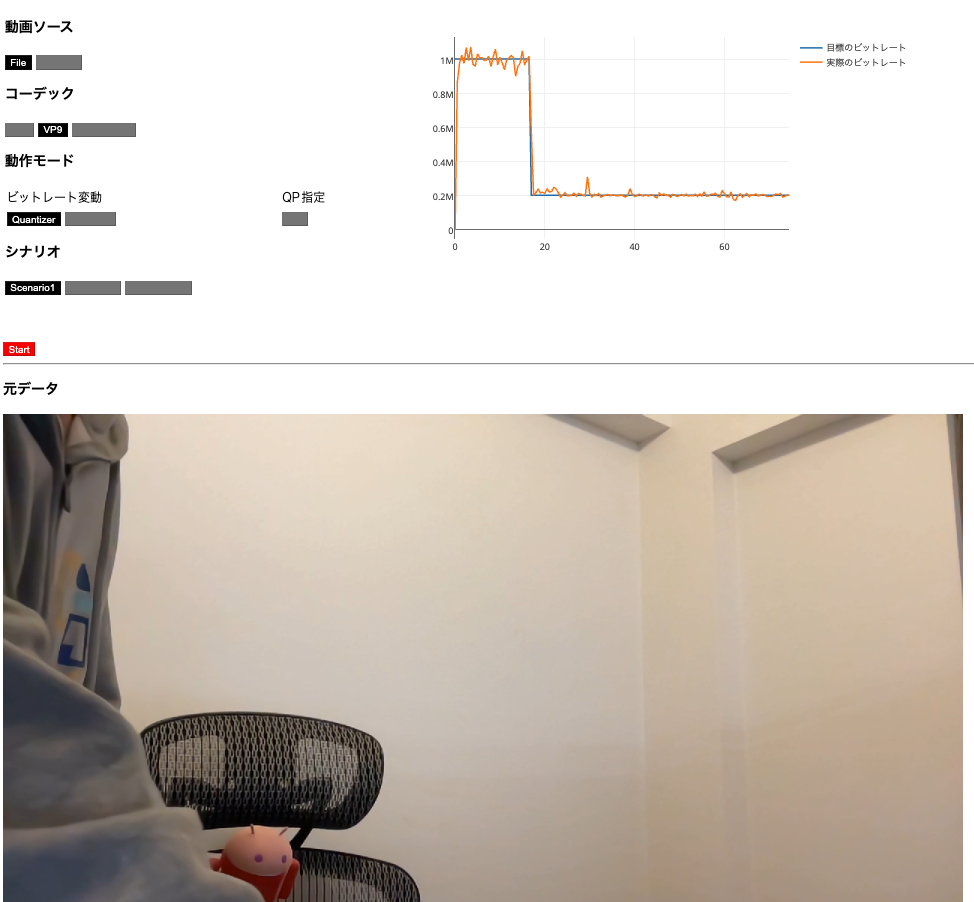 動画ソース
File
コーデック
VP9
動作モード
ビットレート変動 QP指定
Quantizer
シナリオ
Scenario1
Start
元データ
1M
0.8M
0.6M
0.4M
0.2M
0
0 20 40 60
目標のビットレート
実際のビットレート